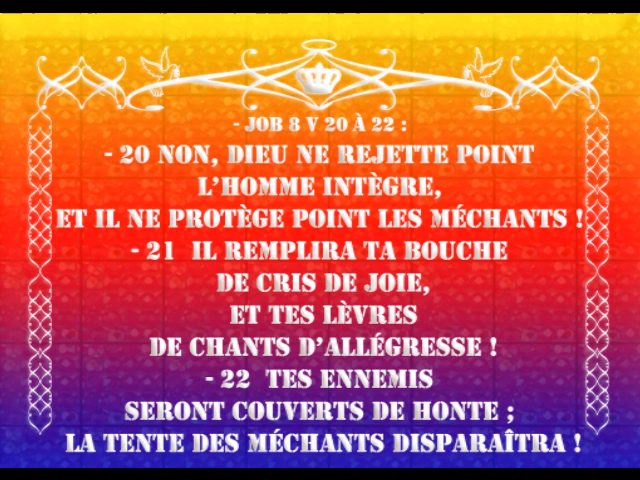 - JOB 8 V 20 À 22 :
- 20 NON, DIEU NE REJETTE POINT
L'HOMME INTÈGRE,
ET IL NE PROTÈGE POINT LES MÉCHANTS !
- 21 IL REMPLIRA TA BOUCHE
DE CRIS DE JOIE,
ET TES LÈVRES
DE CHANTS D'ALLÉGRESSE !
- 22 TES ENNEMIS
SERONT COUVERTS DE HONTE ;
LA TENTE DES MÉCHANTS DISPARAÎTRA !